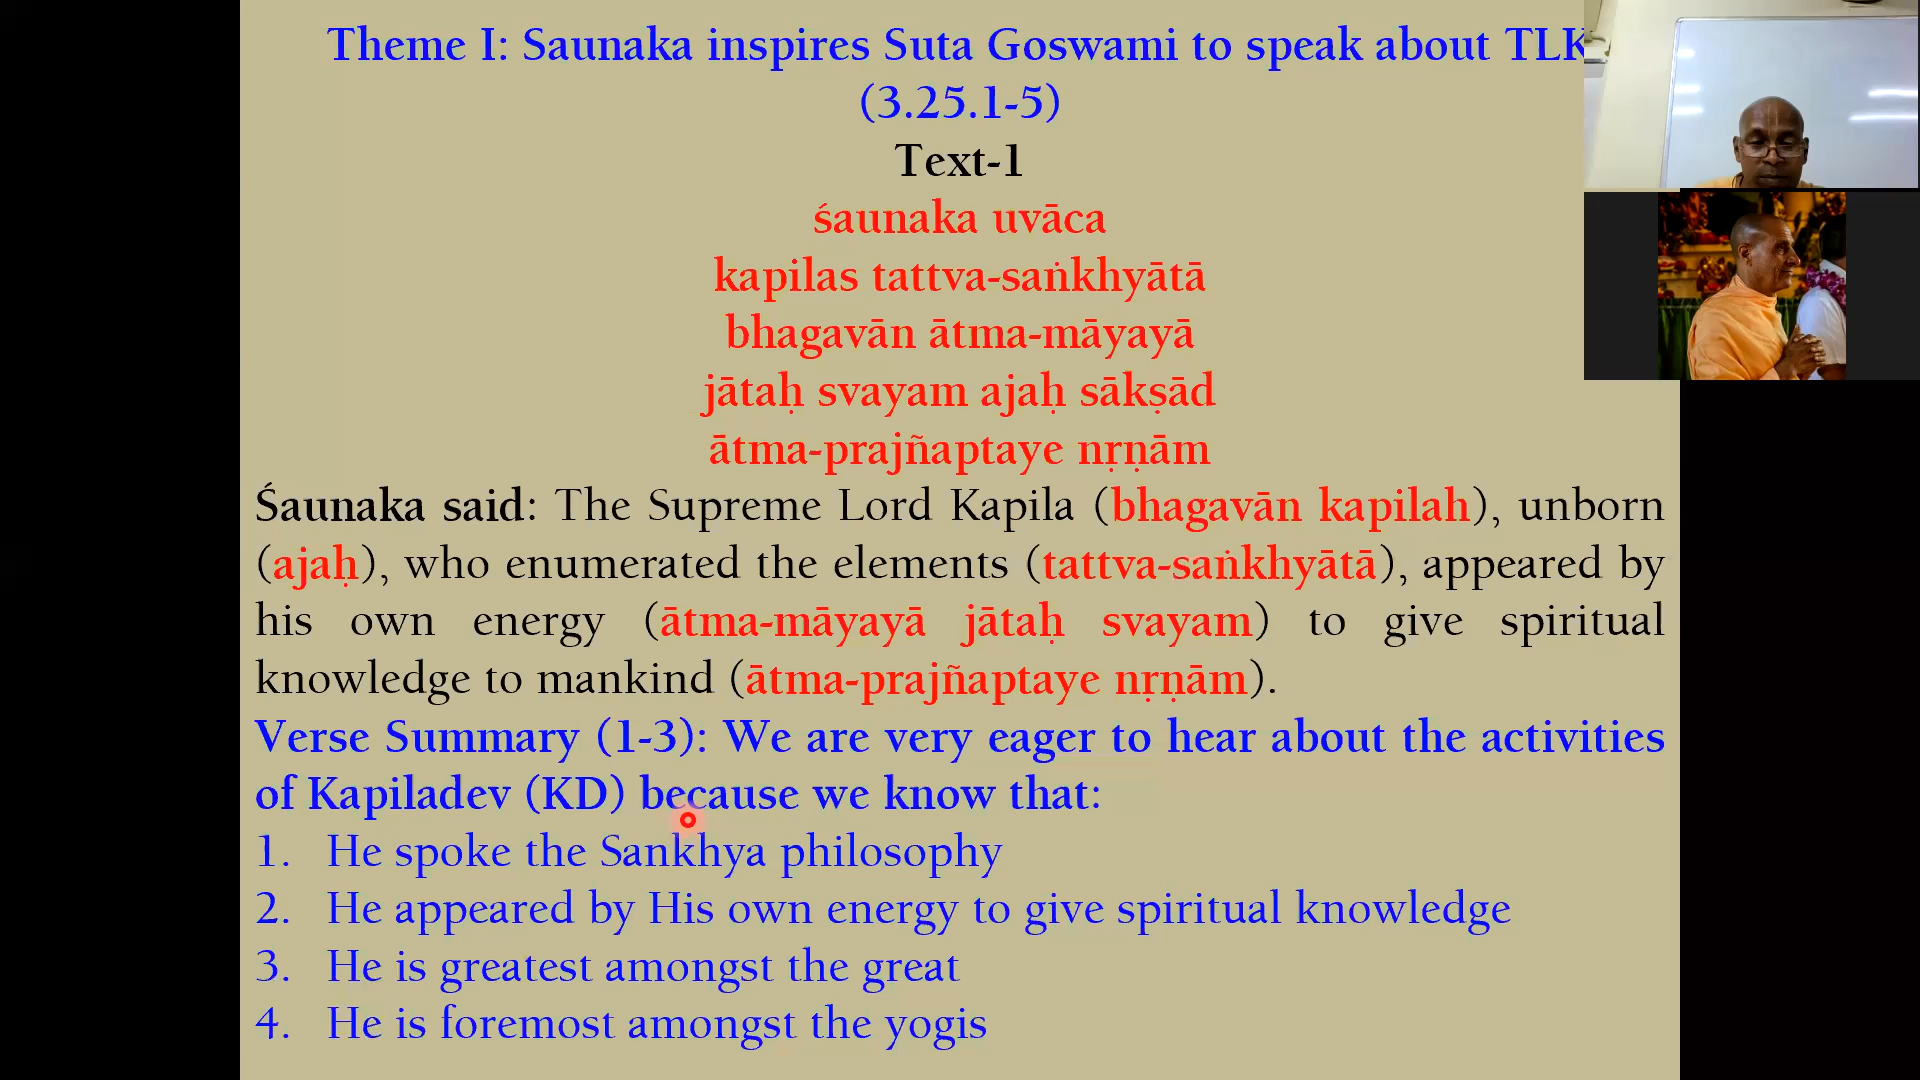 Theme I: Saunaka inspires Suta Goswami to speak about TLK
(3.25.1-5)
Text-1
śaunaka uvāca
kapilas tattva-saṅkhyātā
bhagavān ātma-māyayā
jātaḥ svayam ajaḥ sākṣād
ātma-prajñaptaye nṛṇām
Śaunaka said: The Supreme Lord Kapila (bhagavān kapilah), unborn
(ajaḥ), who enumerated the elements (tattva-saṅkhyātā), appeared by
his own energy (ātma-māyayā jātaḥ svayam) to give spiritual
knowledge to mankind (ātma-prajñaptaye nṛṇām).
Verse Summary (1-3): We are very eager to hear about the activities
of Kapiladev (KD) because we know that:
1. He spoke the Sankhya philosophy
2. He appeared by His own energy to give spiritual knowledge
3. He is greatest amongst the great
4. He is foremost amongst the yogis